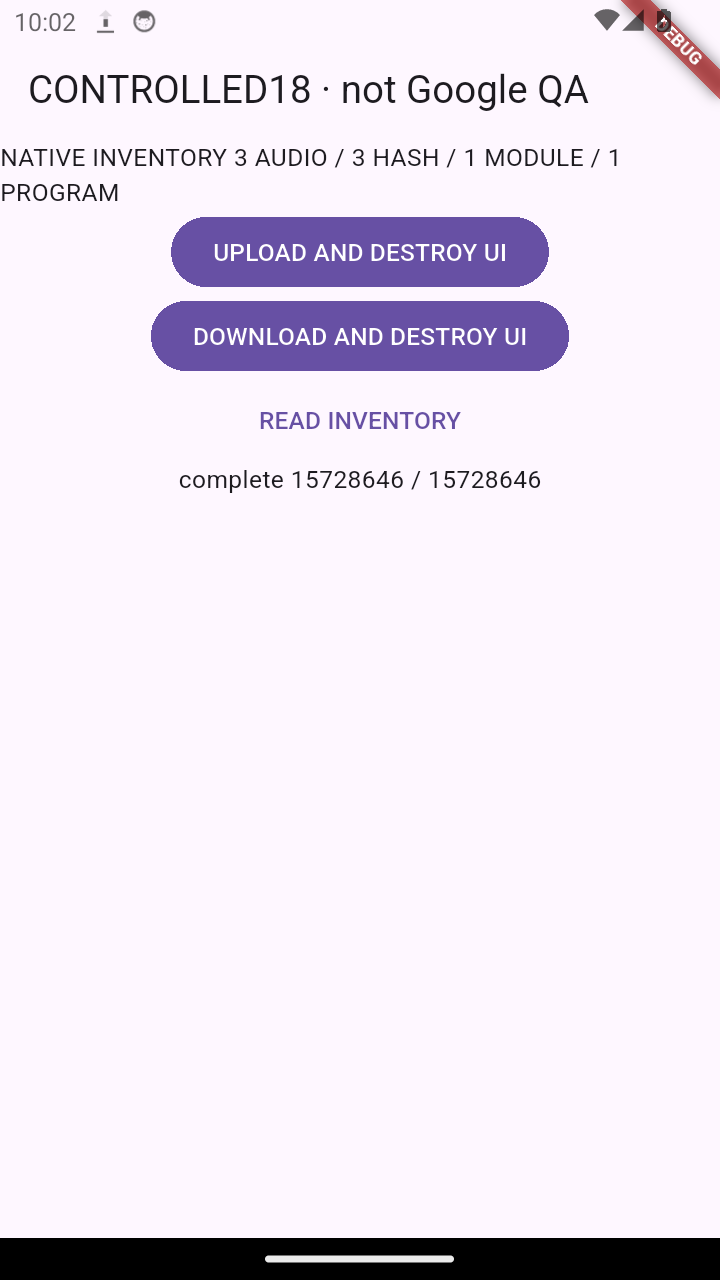 10:02
DEBUG
CONTROLLED18 · not Google QA
NATIVE INVENTORY 3 AUDIO / 3 HASH / 1 MODULE / 1
PROGRAM
UPLOAD AND DESTROY UI
DOWNLOAD AND DESTROY UI
READ INVENTORY
complete 15728646 / 15728646